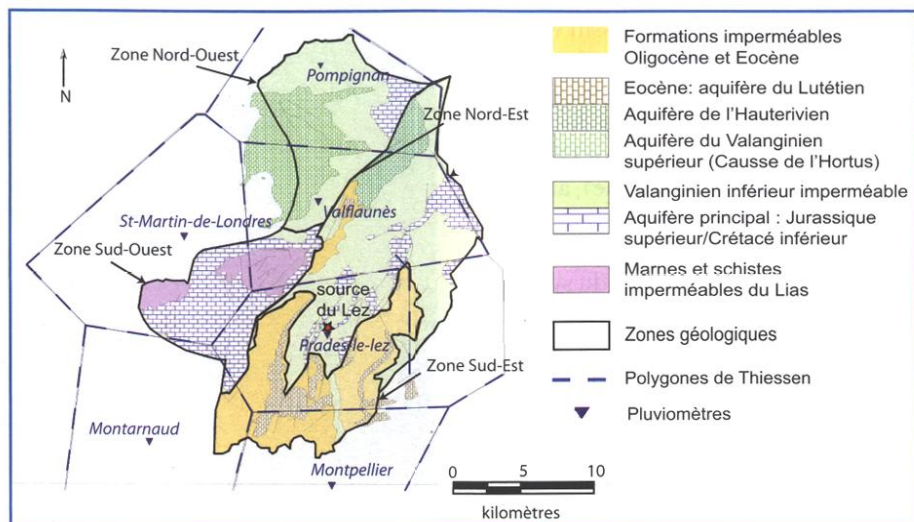 Zone Nord-Ouest
Pompignan
N
Zone Nord-Est
Valflaunès
St-Martin-de-Londres
Zone Sud-Ouest
source
du Lez
Prades-le-lez
Zone Sud-Est
Montarnaud
Montpellier
0 5 10
kilomètres
Formations imperméables
Oligocène et Eocène
Eocène: aquifère du Lutétien
Aquifère de l'Hauterivien
Aquifère du Valanginien
supérieur (Causse de l'Hortus)
Valanginien inférieur imperméable
Aquifère principal : Jurassique
supérieur/Crétacé inférieur
Marnes et schistes
imperméables du Lias
Zones géologiques
Polygones de Thiessen
Pluviomètres